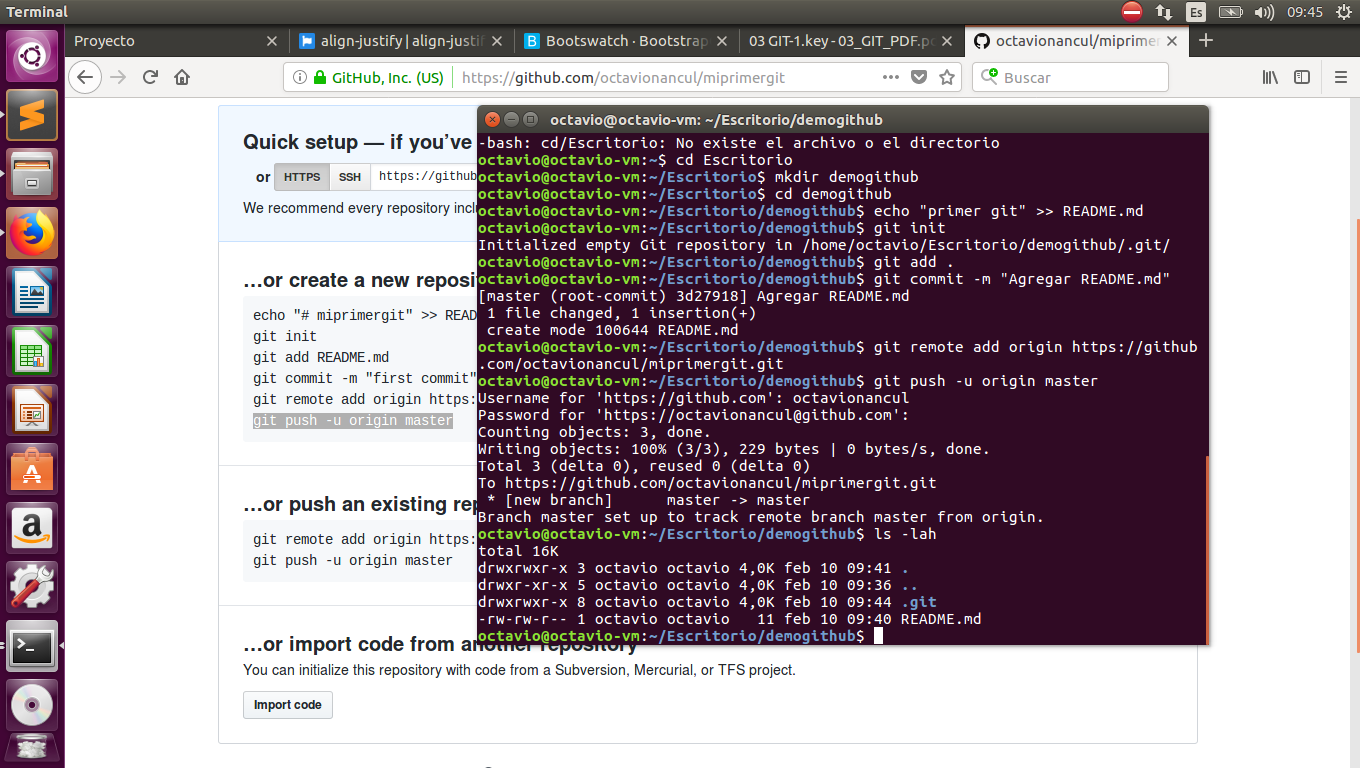 Terminal
Es
09:45
Proyecto
align-justify | align-justif
Bootswatch · Bootstrap
03 GIT-1.key - 03_GIT_PDF.p
octavionancul/miprimer
GitHub, Inc. (US)
https://github.com/octavionancul/miprimergit
Buscar
Quick setup — if you’ve
or HTTPS SSH https://github
We recommend every repository incl
…or create a new reposi
echo "# miprimergit" >> READ
git init
git add README.md
git commit -m "first commit"
git remote add origin https:
git push -u origin master
…or push an existing rep
git remote add origin https:
git push -u origin master
…or import code from another repository
You can initialize this repository with code from a Subversion, Mercurial, or TFS project.
Import code
octavio@octavio-vm: ~/Escritorio/demogithub
-bash: cd/Escritorio: No existe el archivo o el directorio
octavio@octavio-vm:~$ cd Escritorio
octavio@octavio-vm:~/Escritorio$ mkdir demogithub
octavio@octavio-vm:~/Escritorio$ cd demogithub
octavio@octavio-vm:~/Escritorio/demogithub$ echo "primer git" >> README.md
octavio@octavio-vm:~/Escritorio/demogithub$ git init
Initialized empty Git repository in /home/octavio/Escritorio/demogithub/.git/
octavio@octavio-vm:~/Escritorio/demogithub$ git add .
octavio@octavio-vm:~/Escritorio/demogithub$ git commit -m "Agregar README.md"
[master (root-commit) 3d27918] Agregar README.md
 1 file changed, 1 insertion(+)
 create mode 100644 README.md
octavio@octavio-vm:~/Escritorio/demogithub$ git remote add origin https://github
.com/octavionancul/miprimergit.git
octavio@octavio-vm:~/Escritorio/demogithub$ git push -u origin master
Username for 'https://github.com': octavionancul
Password for 'https://octavionancul@github.com':
Counting objects: 3, done.
Writing objects: 100% (3/3), 229 bytes | 0 bytes/s, done.
Total 3 (delta 0), reused 0 (delta 0)
To https://github.com/octavionancul/miprimergit.git
 * [new branch]      master -> master
Branch master set up to track remote branch master from origin.
octavio@octavio-vm:~/Escritorio/demogithub$ ls -lah
total 16K
drwxrwxr-x 3 octavio octavio 4,0K feb 10 09:41 .
drwxr-xr-x 5 octavio octavio 4,0K feb 10 09:36 ..
drwxrwxr-x 8 octavio octavio 4,0K feb 10 09:44 .git
-rw-rw-r-- 1 octavio octavio   11 feb 10 09:40 README.md
octavio@octavio-vm:~/Escritorio/demogithub$